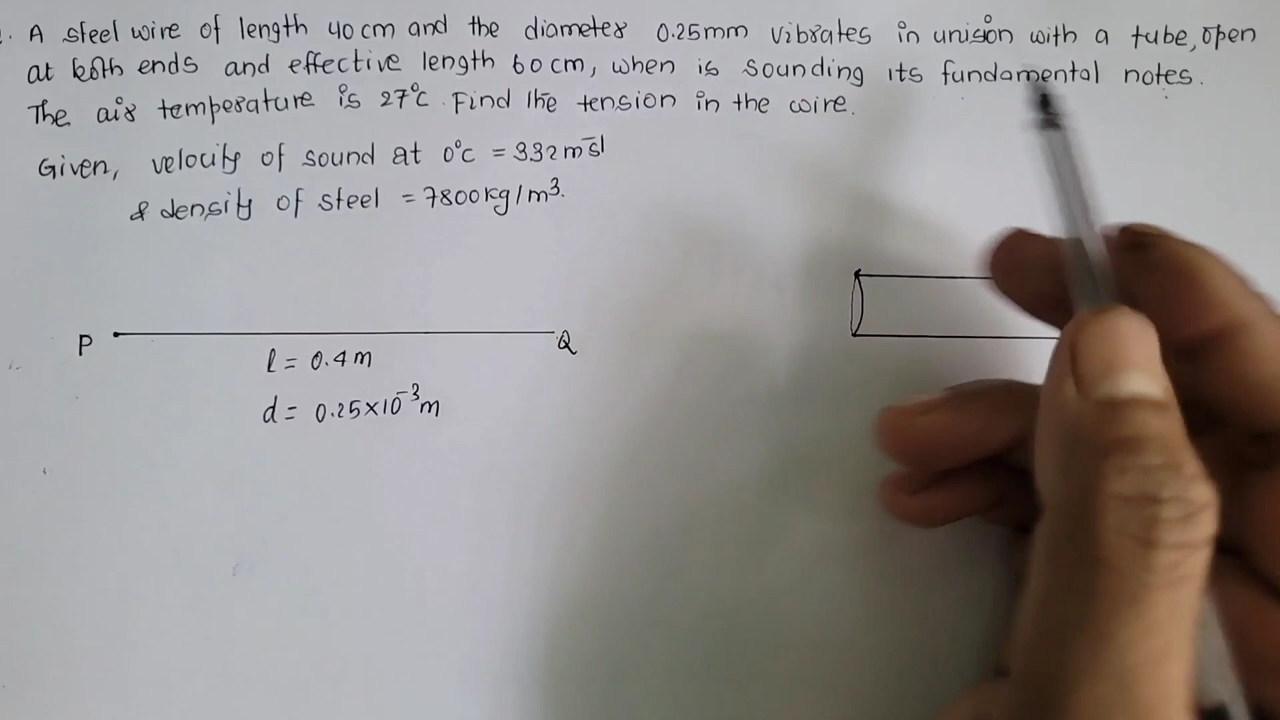 . A steel wire of length 40 cm and the diameter 0.25mm vibrates in unison with a tube, open
at both ends and effective length 60 cm, when is sounding its fundamental notes.
The air temperature is 27°C. Find the tension in the wire.
Given, velocity of sound at 0°C = 332 ms⁻¹
& density of steel = 7800 kg/m³.
P Q
l = 0.4 m
d = 0.25×10⁻³ m